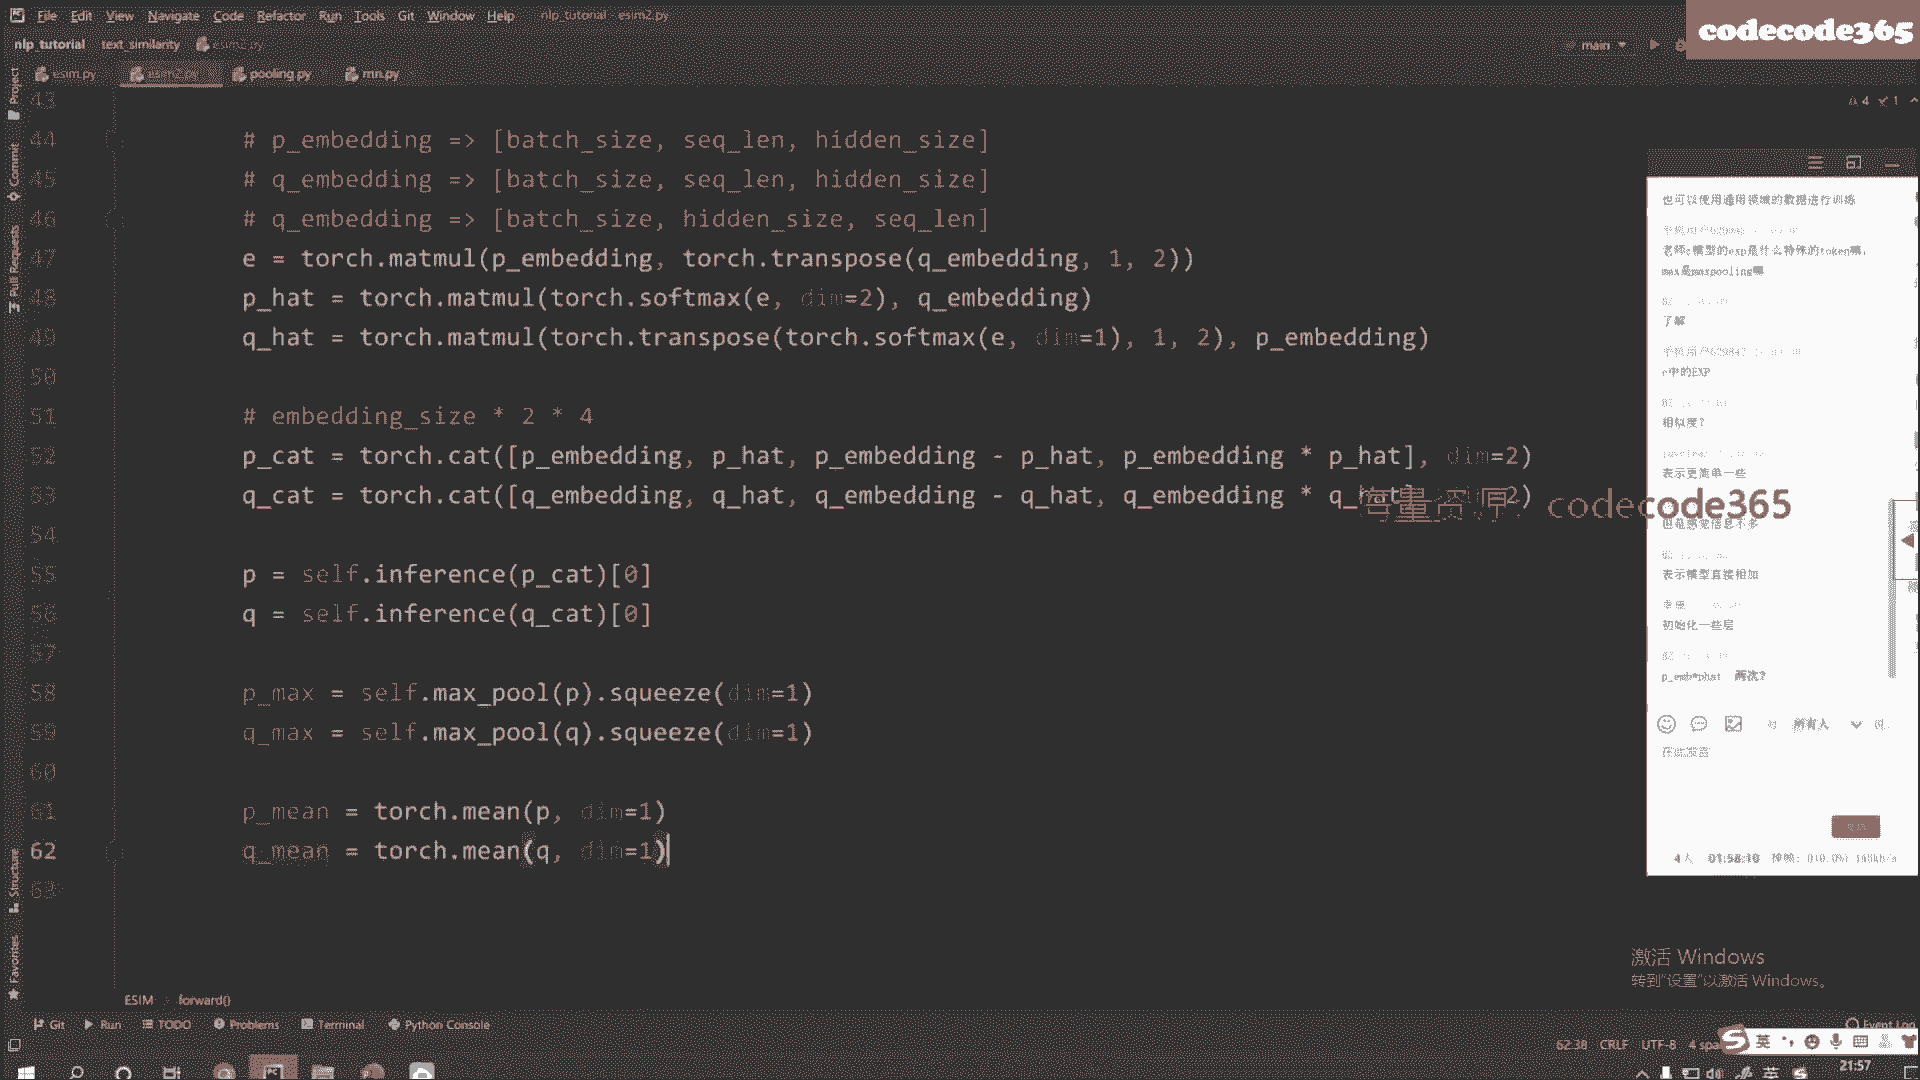 File Edit View Navigate Code Refactor Run Tools Git Window Help nlp_tutorial esim2.py
codecode365
nlp_tutorial text_similarity esim2.py
main
esim.py esim2.py pooling.py rnn.py
Project
Commit
Pull Requests
Structure
Favorites
4 1
43
44 # p_embedding => [batch_size, seq_len, hidden_size]
45 # q_embedding => [batch_size, seq_len, hidden_size]
46 # q_embedding => [batch_size, hidden_size, seq_len]
47 e = torch.matmul(p_embedding, torch.transpose(q_embedding, 1, 2))
48 p_hat = torch.matmul(torch.softmax(e, dim=2), q_embedding)
49 q_hat = torch.matmul(torch.transpose(torch.softmax(e, dim=1), 1, 2), p_embedding)
50
51 # embedding_size * 2 * 4
52 p_cat = torch.cat([p_embedding, p_hat, p_embedding - p_hat, p_embedding * p_hat], dim=2)
53 q_cat = torch.cat([q_embedding, q_hat, q_embedding - q_hat, q_embedding * q_hat], 2)
54
55 p = self.inference(p_cat)[0]
56 q = self.inference(q_cat)[0]
57
58 p_max = self.max_pool(p).squeeze(dim=1)
59 q_max = self.max_pool(q).squeeze(dim=1)
60
61 p_mean = torch.mean(p, dim=1)
62 q_mean = torch.mean(q, dim=1)
63
codecode365
也可以使用通用领域的数据进行训练
老师e模型的exp是什么特殊的token嘛,
max是maxpooling嘛
了解
e中的EXP
相似度?
表示更简单一些
但是感觉信息不多
表示模型直接相加
初始化一些层
p_emb*phat 两次?
所有人
4人 01:58:10
激活 Windows
转到"设置"以激活 Windows。
ESIM forward()
Git Run TODO Problems Terminal Python Console Event Log
62:38 CRLF UTF-8 4 spa
英
英
21:57